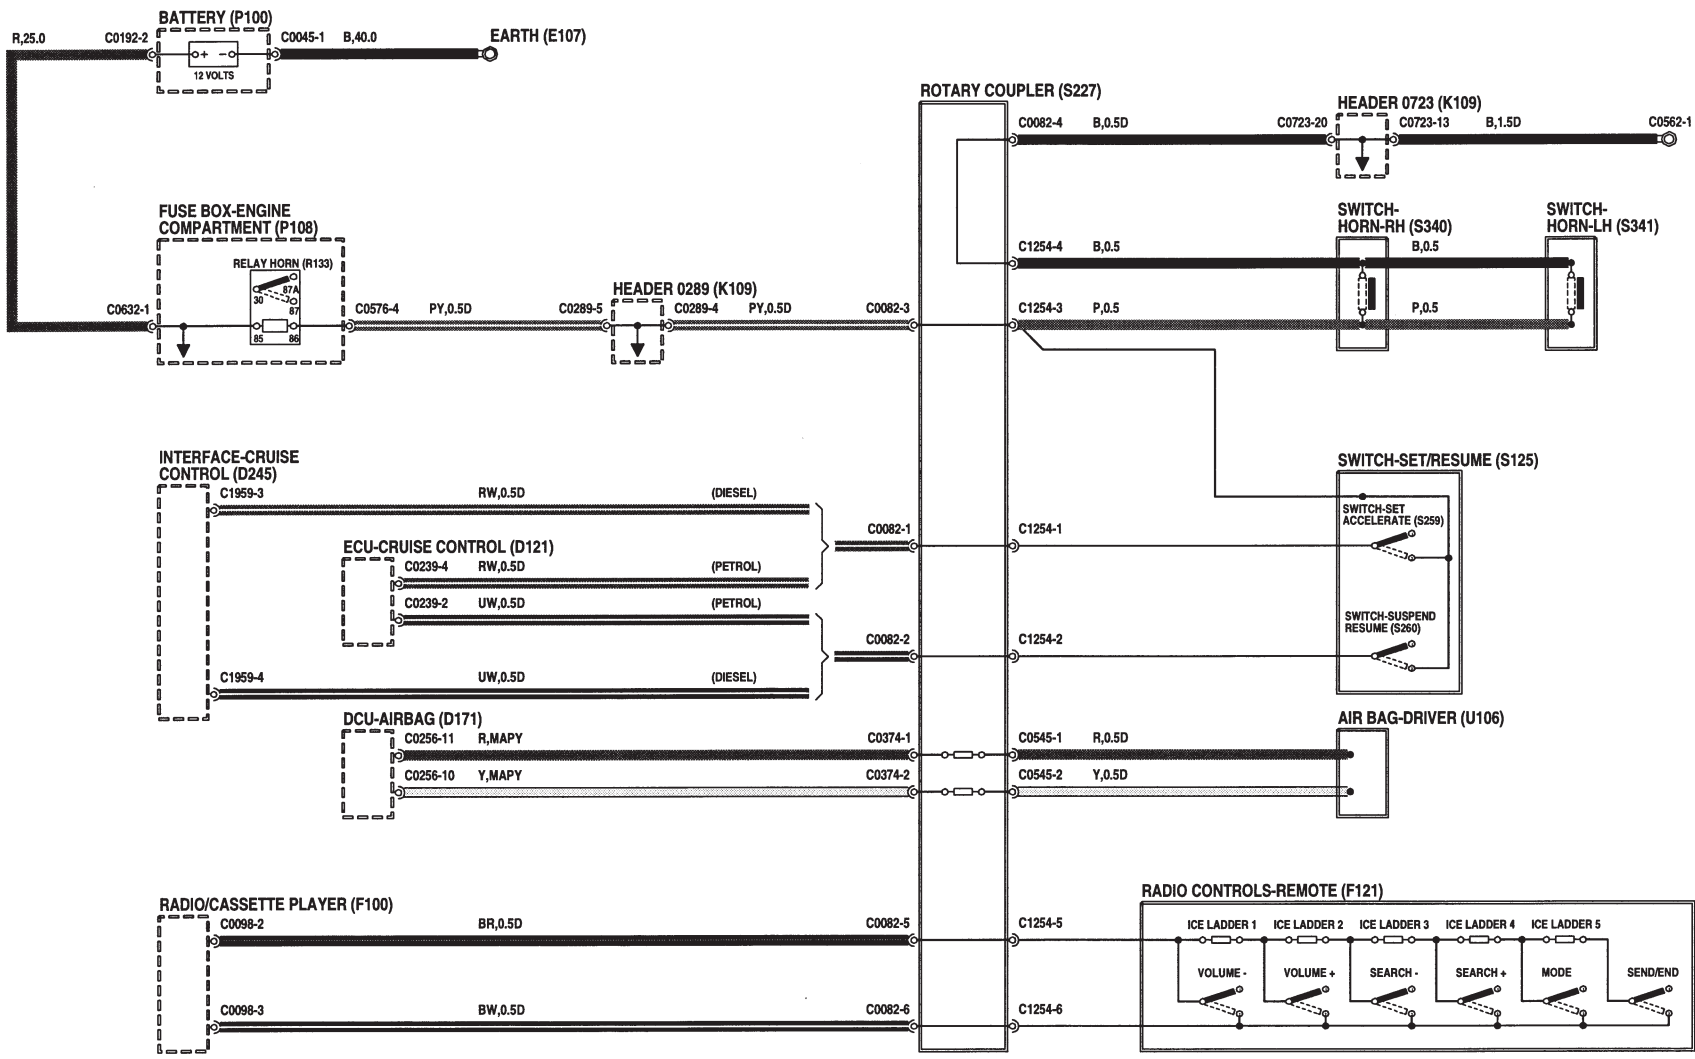 BATTERY (P100)
R,25.0
C0192-2
+ −
12 VOLTS
C0045-1
B,40.0
EARTH (E107)
ROTARY COUPLER (S227)
C0082-4
B,0.5D
C0723-20
HEADER 0723 (K109)
C0723-13
B,1.5D
C0562-1
FUSE BOX-ENGINE
COMPARTMENT (P108)
RELAY HORN (R133)
30
87A
87
85
86
C0632-1
C0576-4
PY,0.5D
C0289-5
HEADER 0289 (K109)
C0289-4
PY,0.5D
C0082-3
C1254-4
B,0.5
SWITCH-
HORN-RH (S340)
B,0.5
SWITCH-
HORN-LH (S341)
C1254-3
P,0.5
P,0.5
INTERFACE-CRUISE
CONTROL (D245)
C1959-3
RW,0.5D
(DIESEL)
ECU-CRUISE CONTROL (D121)
C0239-4
RW,0.5D
(PETROL)
C0239-2
UW,0.5D
(PETROL)
C1959-4
UW,0.5D
(DIESEL)
C0082-1
C1254-1
C0082-2
C1254-2
SWITCH-SET/RESUME (S125)
SWITCH-SET
ACCELERATE (S259)
SWITCH-SUSPEND
RESUME (S260)
DCU-AIRBAG (D171)
C0256-11
R,MAPY
C0374-1
C0545-1
R,0.5D
C0256-10
Y,MAPY
C0374-2
C0545-2
Y,0.5D
AIR BAG-DRIVER (U106)
RADIO/CASSETTE PLAYER (F100)
C0098-2
BR,0.5D
C0082-5
C1254-5
C0098-3
BW,0.5D
C0082-6
C1254-6
RADIO CONTROLS-REMOTE (F121)
ICE LADDER 1
ICE LADDER 2
ICE LADDER 3
ICE LADDER 4
ICE LADDER 5
VOLUME -
VOLUME +
SEARCH -
SEARCH +
MODE
SEND/END